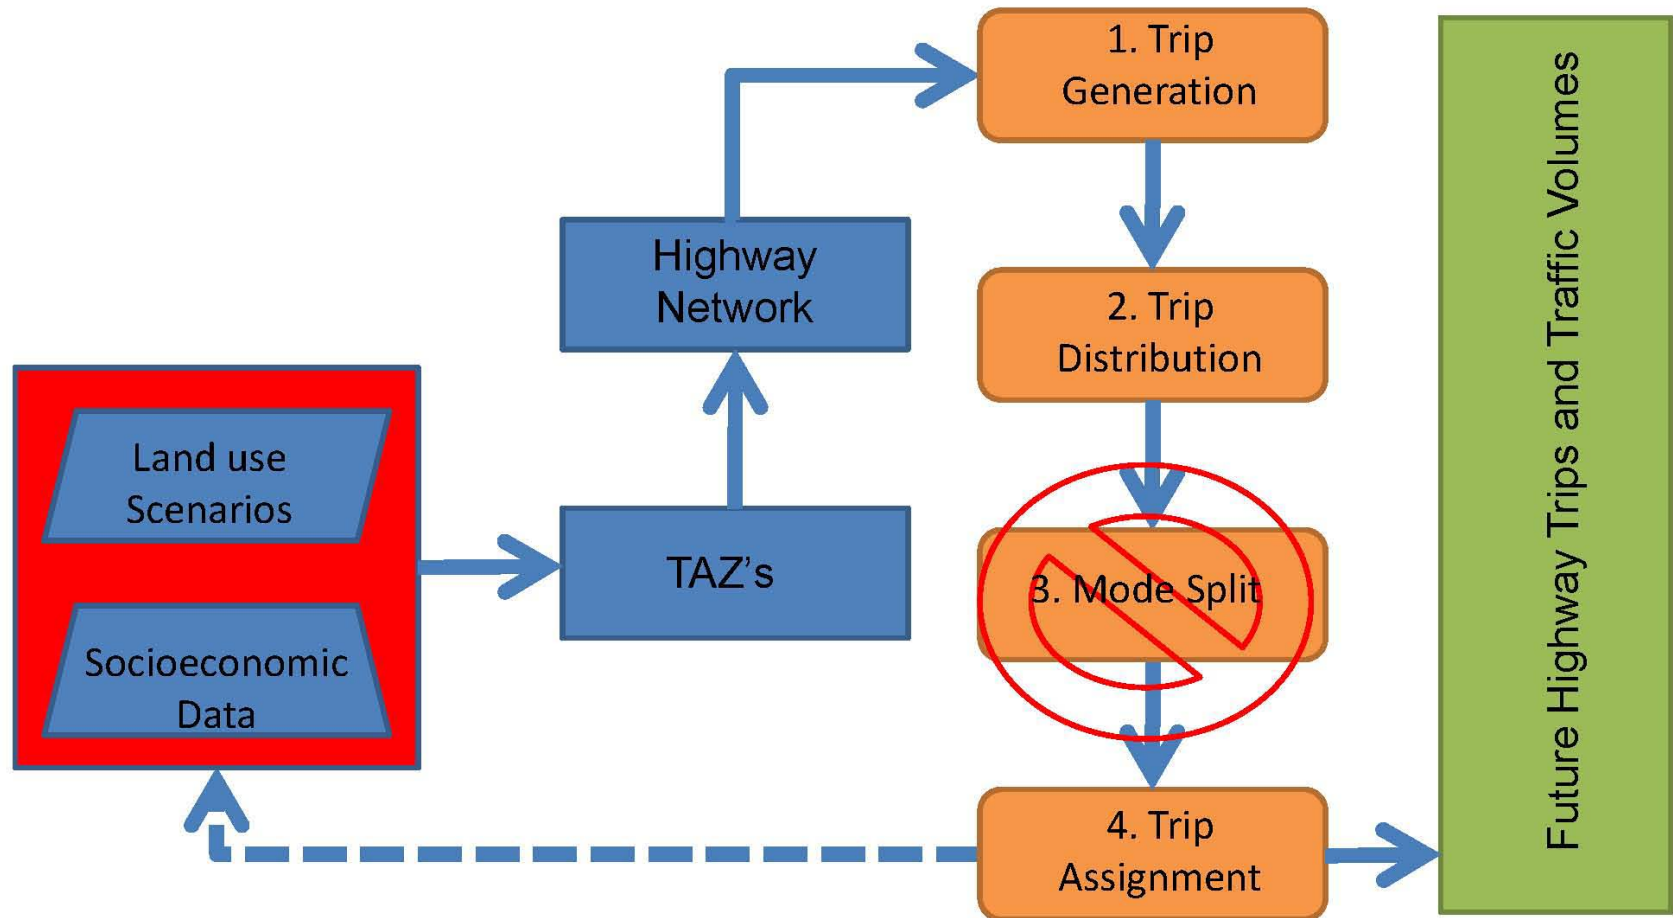 Land use
Scenarios
Socioeconomic
Data
TAZ's
Highway
Network
1. Trip
Generation
2. Trip
Distribution
3. Mode Split
4. Trip
Assignment
Future Highway Trips and Traffic Volumes